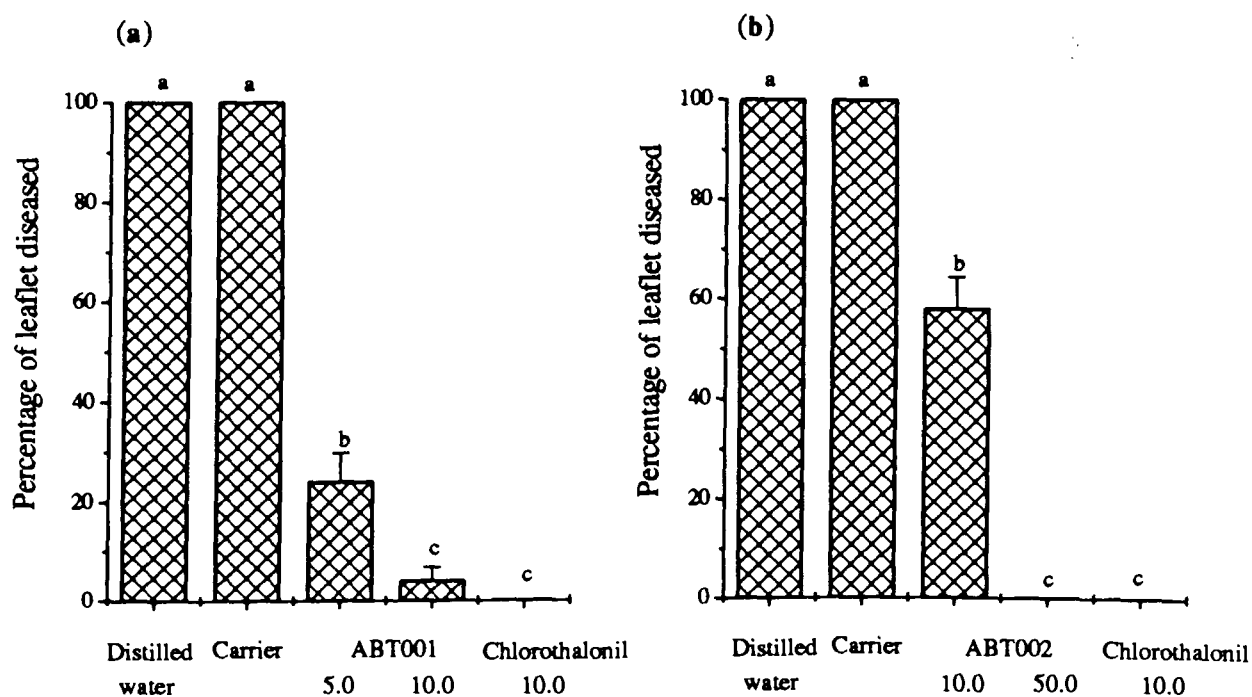 (a)
a
a
100
80
60
40
20
0
b
c
c
Percentage of leaflet diseased
Distilled Carrier ABT001 Chlorothalonil
water 5.0 10.0 10.0
(b)
a
a
100
80
60
40
20
0
b
c
c
Percentage of leaflet diseased
Distilled Carrier ABT002 Chlorothalonil
water 10.0 50.0 10.0